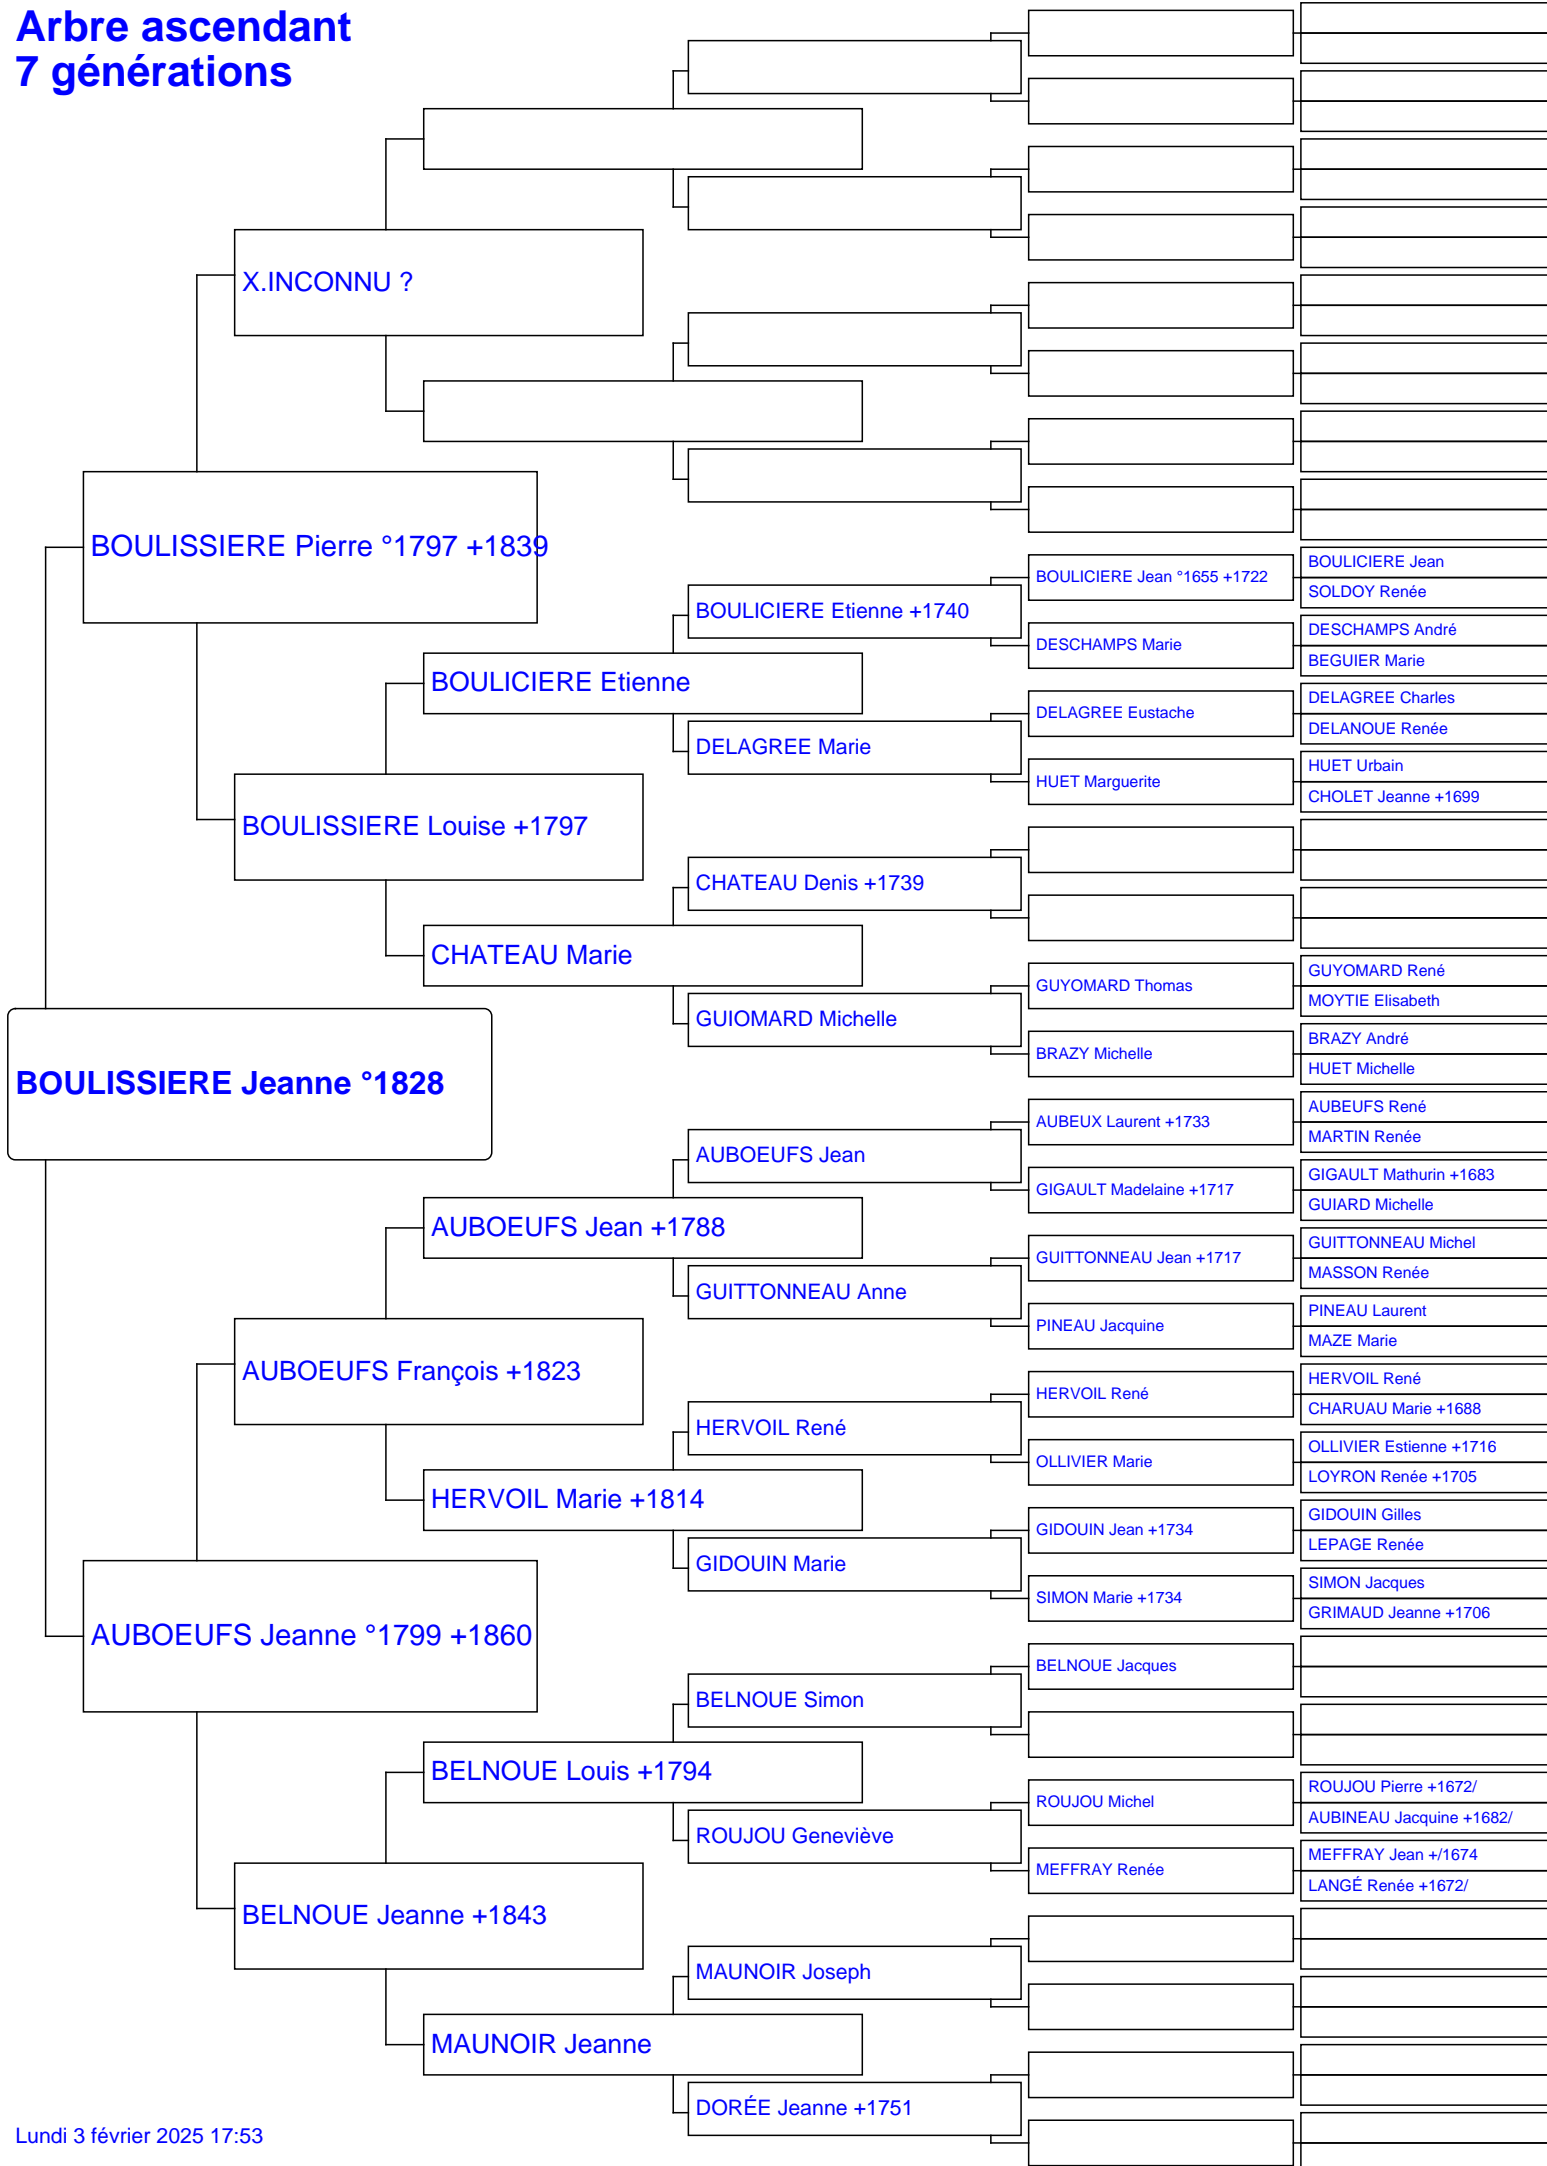 Arbre ascendant
7 générations
X.INCONNU ?
BOULISSIERE Pierre °1797 +1839
BOULICIERE Jean °1655 +1722
BOULICIERE Jean
SOLDOY Renée
BOULICIERE Etienne +1740
DESCHAMPS Marie
DESCHAMPS André
BEGUIER Marie
BOULICIERE Etienne
DELAGREE Eustache
DELAGREE Charles
DELANOUE Renée
DELAGREE Marie
HUET Marguerite
HUET Urbain
CHOLET Jeanne +1699
BOULISSIERE Louise +1797
CHATEAU Denis +1739
CHATEAU Marie
GUYOMARD Thomas
GUYOMARD René
MOYTIE Elisabeth
GUIOMARD Michelle
BRAZY Michelle
BRAZY André
HUET Michelle
BOULISSIERE Jeanne °1828
AUBEUX Laurent +1733
AUBEUFS René
MARTIN Renée
AUBOEUFS Jean
GIGAULT Madelaine +1717
GIGAULT Mathurin +1683
GUIARD Michelle
AUBOEUFS Jean +1788
GUITTONNEAU Jean +1717
GUITTONNEAU Michel
MASSON Renée
GUITTONNEAU Anne
PINEAU Jacquine
PINEAU Laurent
MAZE Marie
AUBOEUFS François +1823
HERVOIL René
HERVOIL René
CHARUAU Marie +1688
HERVOIL René
OLLIVIER Marie
OLLIVIER Estienne +1716
LOYRON Renée +1705
HERVOIL Marie +1814
GIDOUIN Jean +1734
GIDOUIN Gilles
LEPAGE Renée
GIDOUIN Marie
SIMON Marie +1734
SIMON Jacques
GRIMAUD Jeanne +1706
AUBOEUFS Jeanne °1799 +1860
BELNOUE Jacques
BELNOUE Simon
BELNOUE Louis +1794
ROUJOU Michel
ROUJOU Pierre +1672/
AUBINEAU Jacquine +1682/
ROUJOU Geneviève
MEFFRAY Renée
MEFFRAY Jean +/1674
LANGÉ Renée +1672/
BELNOUE Jeanne +1843
MAUNOIR Joseph
MAUNOIR Jeanne
DORÉE Jeanne +1751
Lundi 3 février 2025 17:53